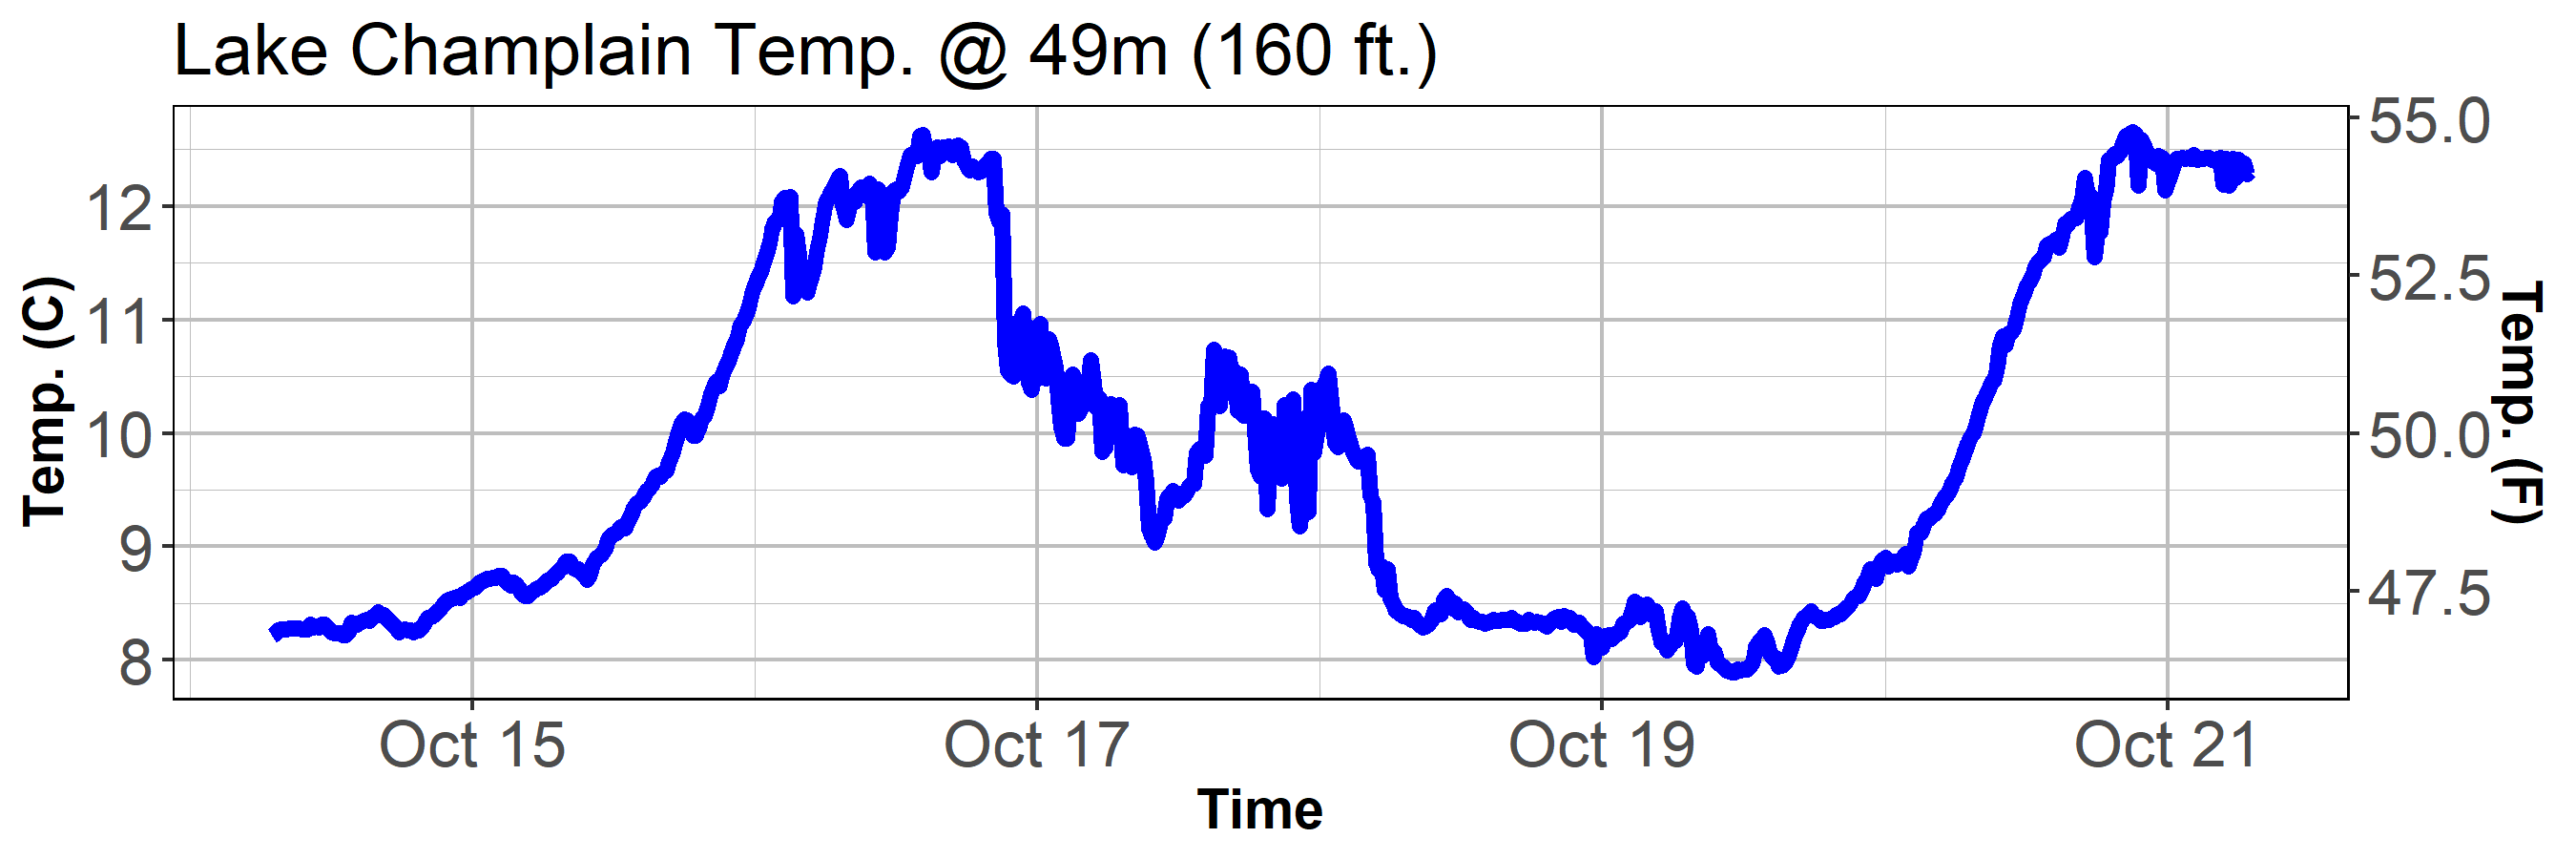 Lake Champlain Temp. @ 49m (160 ft.)
Temp. (C)
12
11
10
9
8
55.0
52.5
50.0
47.5
Temp. (F)
Oct 15
Oct 17
Oct 19
Oct 21
Time